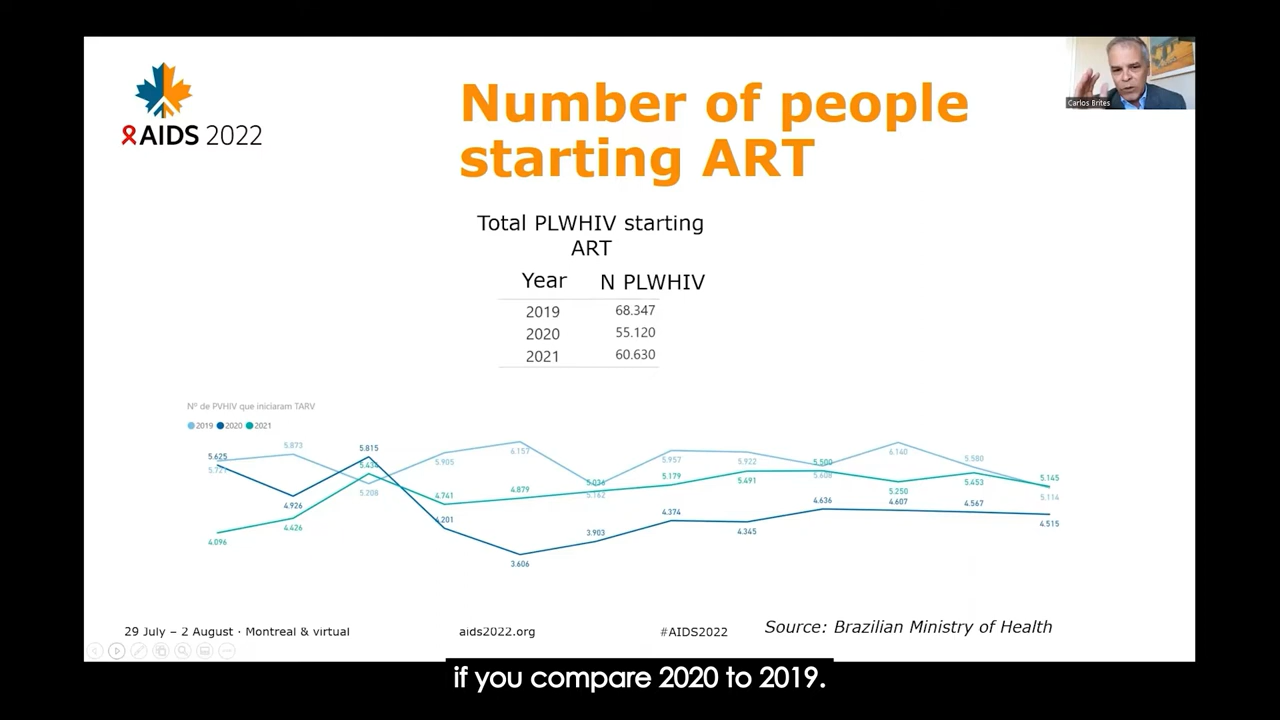 AIDS 2022
Number of people
starting ART
Carlos Brites
Total PLWHIV starting
ART
Year N PLWHIV
2019 68.347
2020 55.120
2021 60.630
Nº de PVHIV que iniciaram TARV
2019 2020 2021
5.625 5.873 5.815 5.905 6.157 5.036 5.957 5.922 5.500 6.140 5.580 5.145
5.434 5.208 4.741 4.879 5.162 5.179 5.491 5.608 5.250 5.453 5.114
4.926 4.201 3.903 4.374 4.345 4.636 4.607 4.567 4.515
4.096 4.426 3.606
29 July – 2 August · Montreal & virtual aids2022.org #AIDS2022 Source: Brazilian Ministry of Health
if you compare 2020 to 2019.